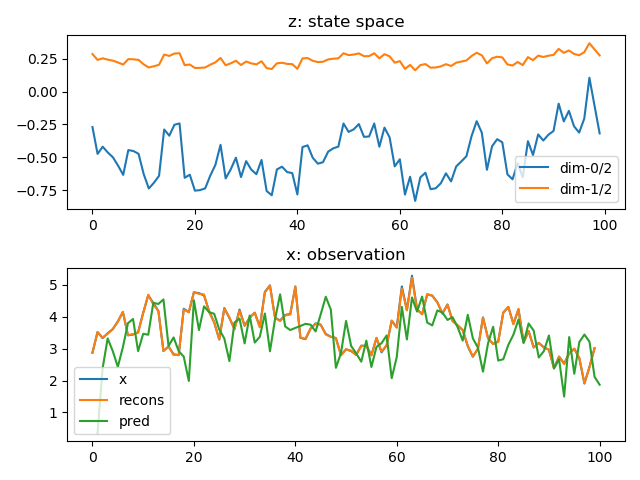 z: state space
0.25
0.00
−0.25
−0.50
−0.75
dim-0/2
dim-1/2
0 20 40 60 80 100
x: observation
5
4
3
2
1
x
recons
pred
0 20 40 60 80 100